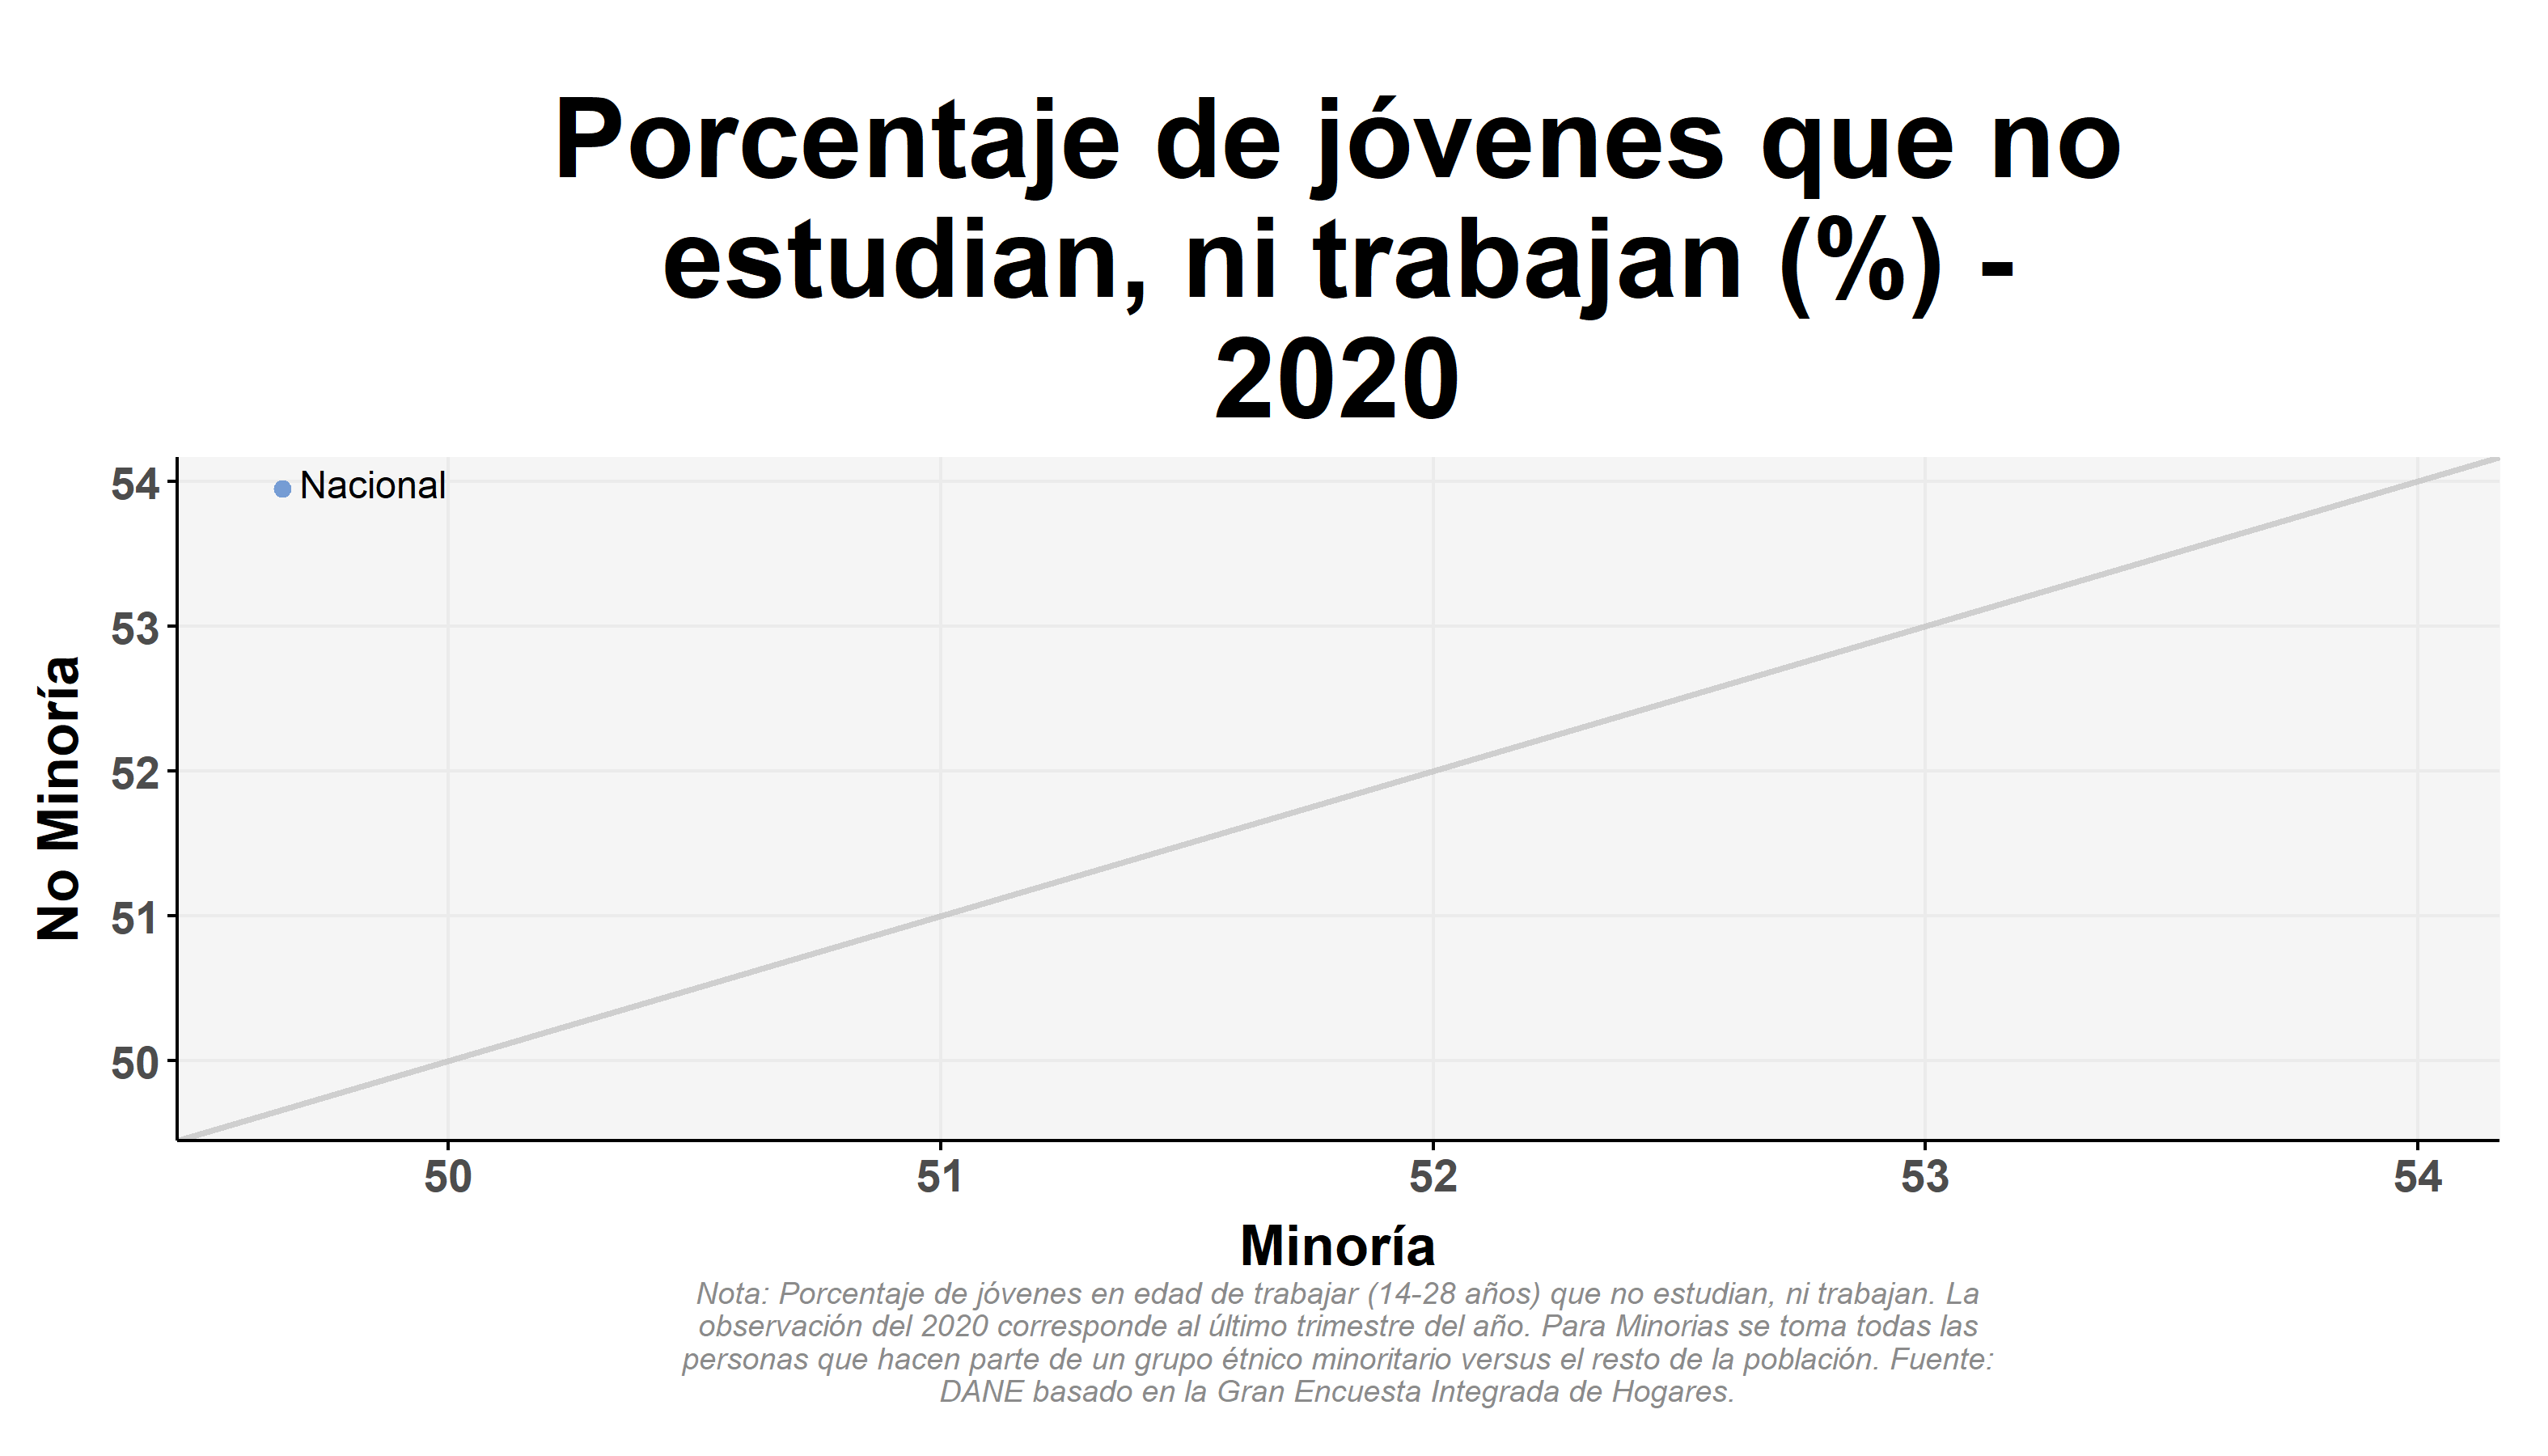 Porcentaje de jóvenes que no
estudian, ni trabajan (%) -
2020
54
Nacional
53
52
51
50
No Minoría
50
51
52
53
54
Minoría
Nota: Porcentaje de jóvenes en edad de trabajar (14-28 años) que no estudian, ni trabajan. La
observación del 2020 corresponde al último trimestre del año. Para Minorias se toma todas las
personas que hacen parte de un grupo étnico minoritario versus el resto de la población. Fuente:
DANE basado en la Gran Encuesta Integrada de Hogares.